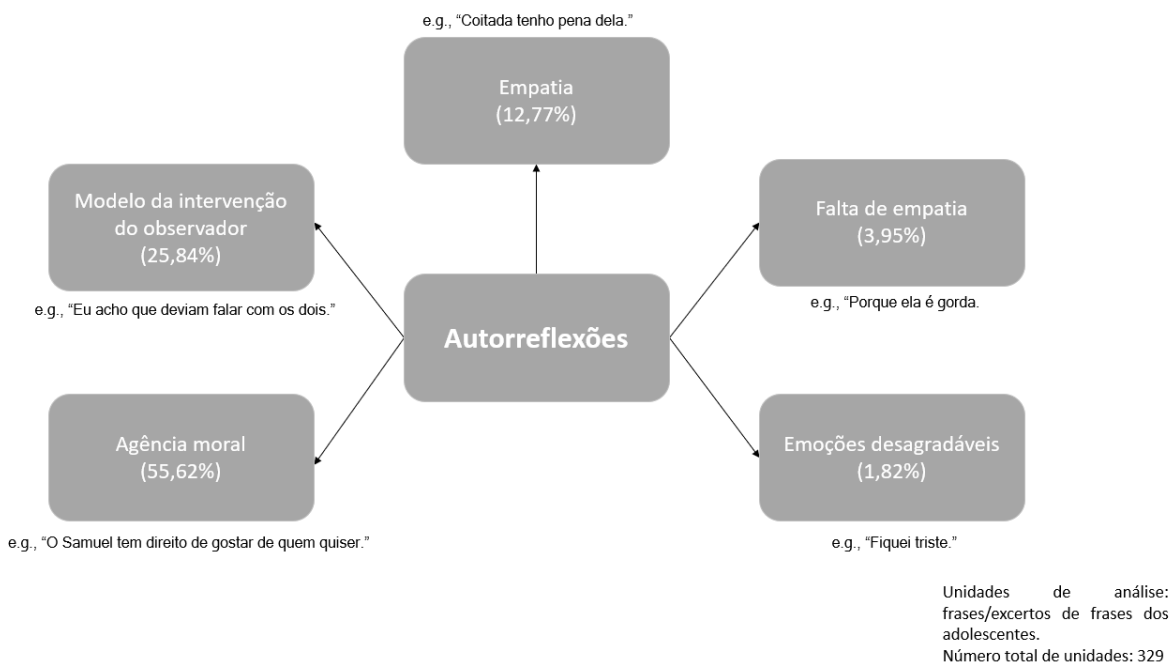 e.g., “Coitada tenho pena dela.”
Empatia
(12,77%)
Modelo da intervenção
do observador
(25,84%)
e.g., “Eu acho que deviam falar com os dois.”
Falta de empatia
(3,95%)
e.g., “Porque ela é gorda.
Autorreflexões
Agência moral
(55,62%)
e.g., “O Samuel tem direito de gostar de quem quiser.”
Emoções desagradáveis
(1,82%)
e.g., “Fiquei triste.”
Unidades de análise:
frases/excertos de frases dos
adolescentes.
Número total de unidades: 329